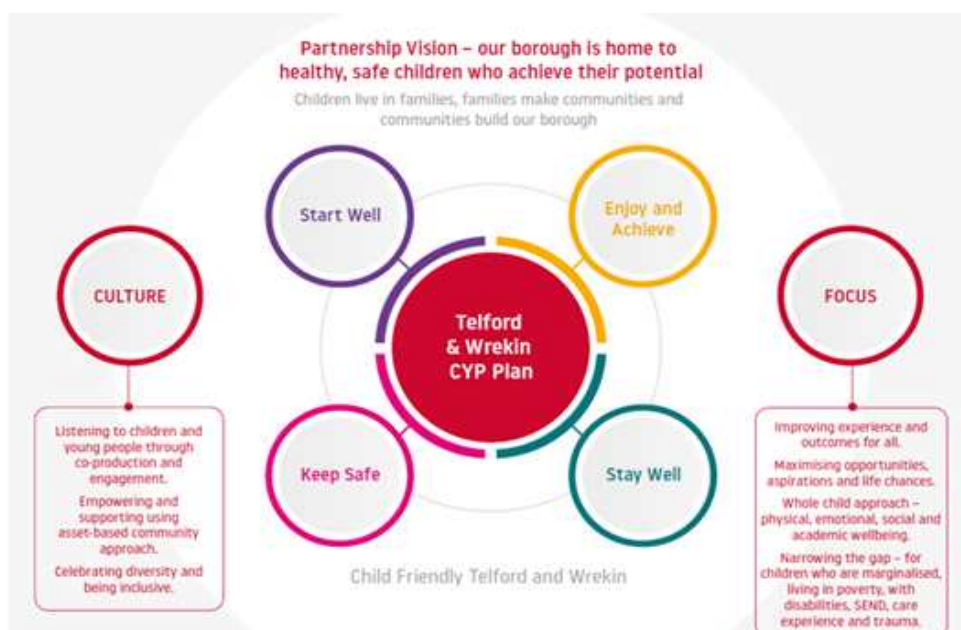 Partnership Vision – our borough is home to
healthy, safe children who achieve their potential
Children live in families, families make communities and
communities build our borough
Start Well
Enjoy and
Achieve
CULTURE
FOCUS
Telford
& Wrekin
CYP Plan
Keep Safe
Stay Well
Listening to children and
young people through
co-production and
engagement.
Empowering and
supporting using
asset-based community
approach.
Celebrating diversity and
being inclusive.
Improving experience and
outcomes for all.
Maximising opportunities,
aspirations and life chances.
Whole child approach –
physical, emotional, social and
academic wellbeing.
Narrowing the gap – for
children who are marginalised,
living in poverty, with
disabilities, SEND, care
experience and trauma.
Child Friendly Telford and Wrekin